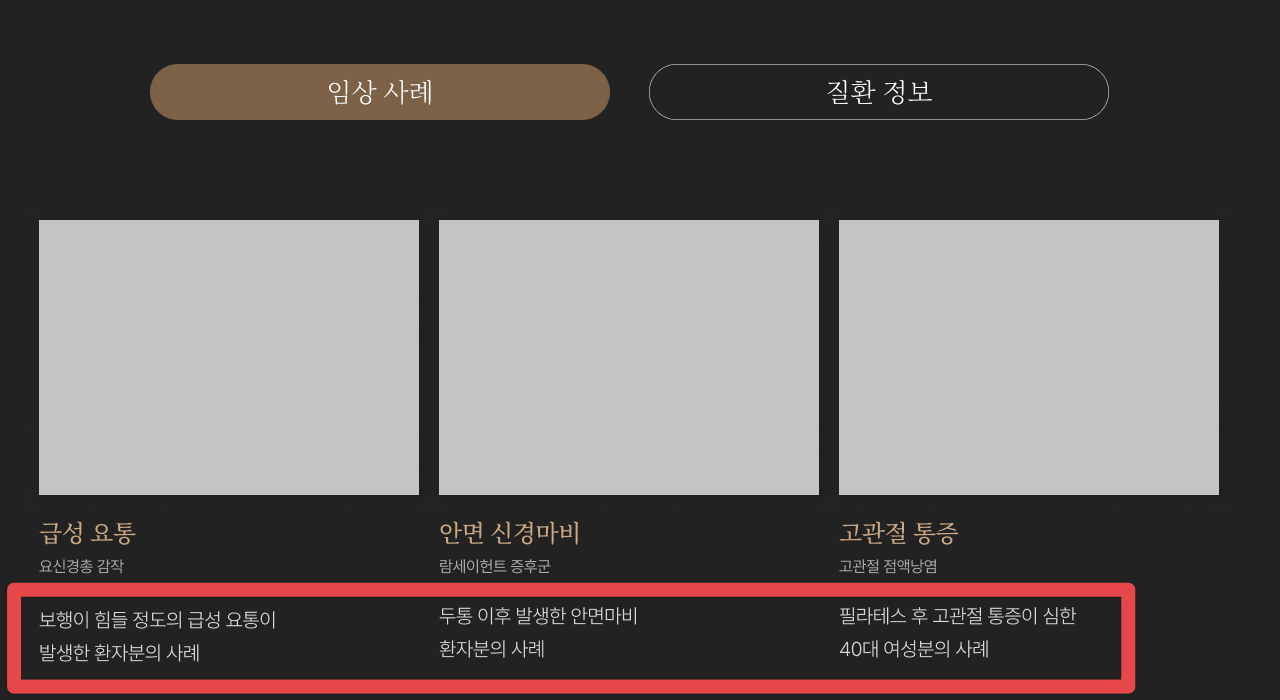 임상 사례
질환 정보
급성 요통
요신경총 감작
보행이 힘들 정도의 급성 요통이
발생한 환자분의 사례
안면 신경마비
람세이헌트 증후군
두통 이후 발생한 안면마비
환자분의 사례
고관절 통증
고관절 점액낭염
필라테스 후 고관절 통증이 심한
40대 여성분의 사례